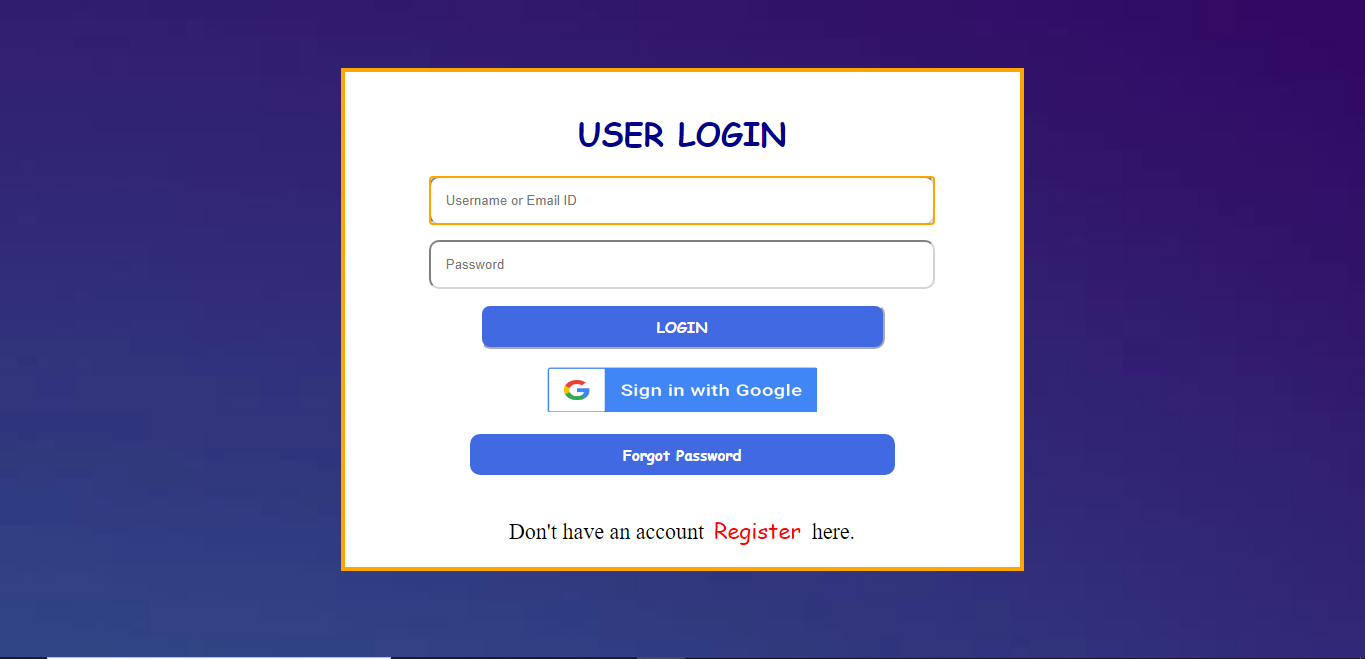 USER LOGIN
Username or Email ID
Password
LOGIN
Sign in with Google
Forgot Password
Don't have an account Register here.